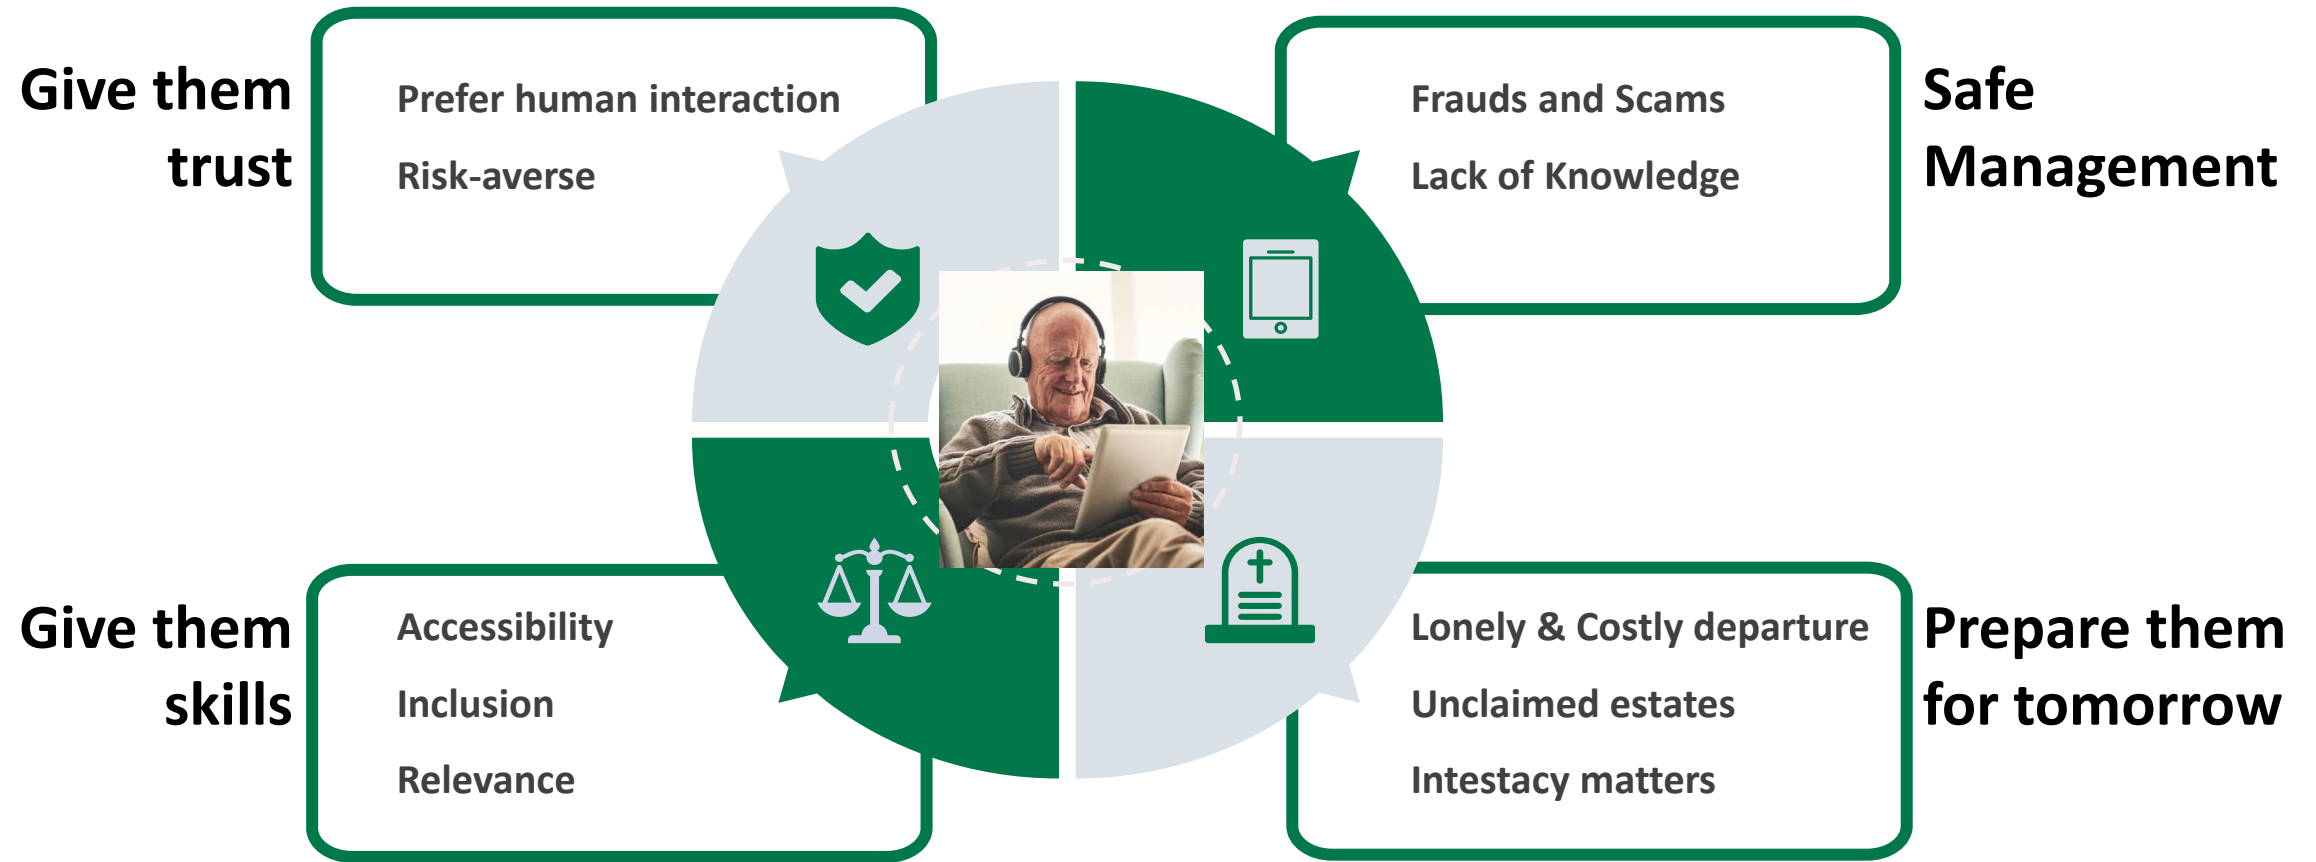 Give them
trust
Prefer human interaction
Risk-averse
Frauds and Scams
Lack of Knowledge
Safe
Management
Give them
skills
Accessibility
Inclusion
Relevance
Lonely & Costly departure
Unclaimed estates
Intestacy matters
Prepare them
for tomorrow